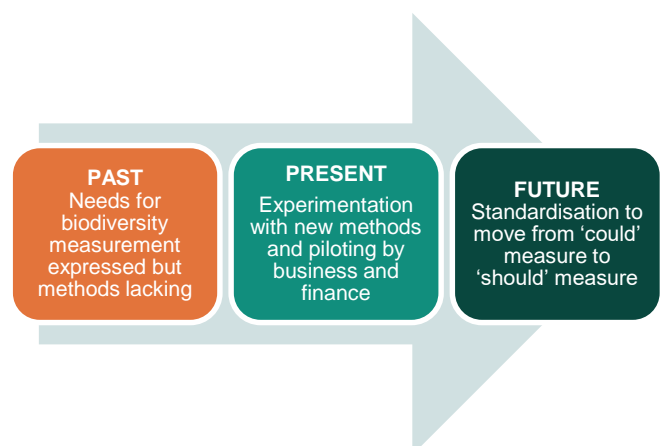 PAST
Needs for
biodiversity
measurement
expressed but
methods lacking
PRESENT
Experimentation
with new methods
and piloting by
business and
finance
FUTURE
Standardisation to
move from ‘could’
measure to
‘should’ measure